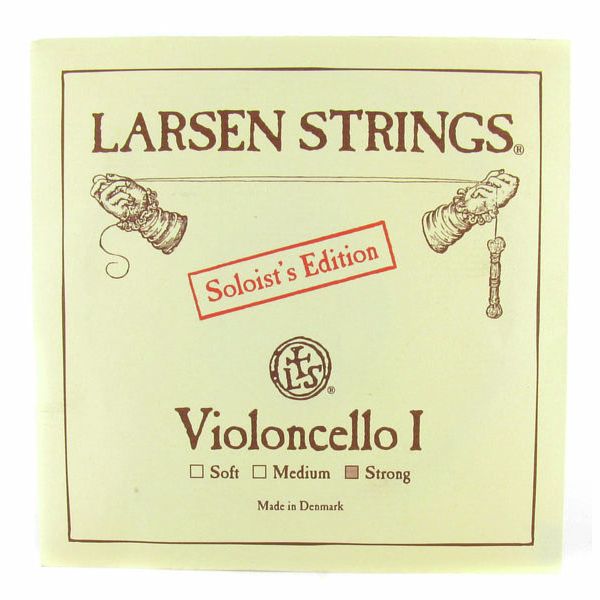 LARSEN STRINGS®
Soloist's Edition
LS
®
Violoncello I
☐ Soft ☐ Medium ■ Strong
Made in Denmark